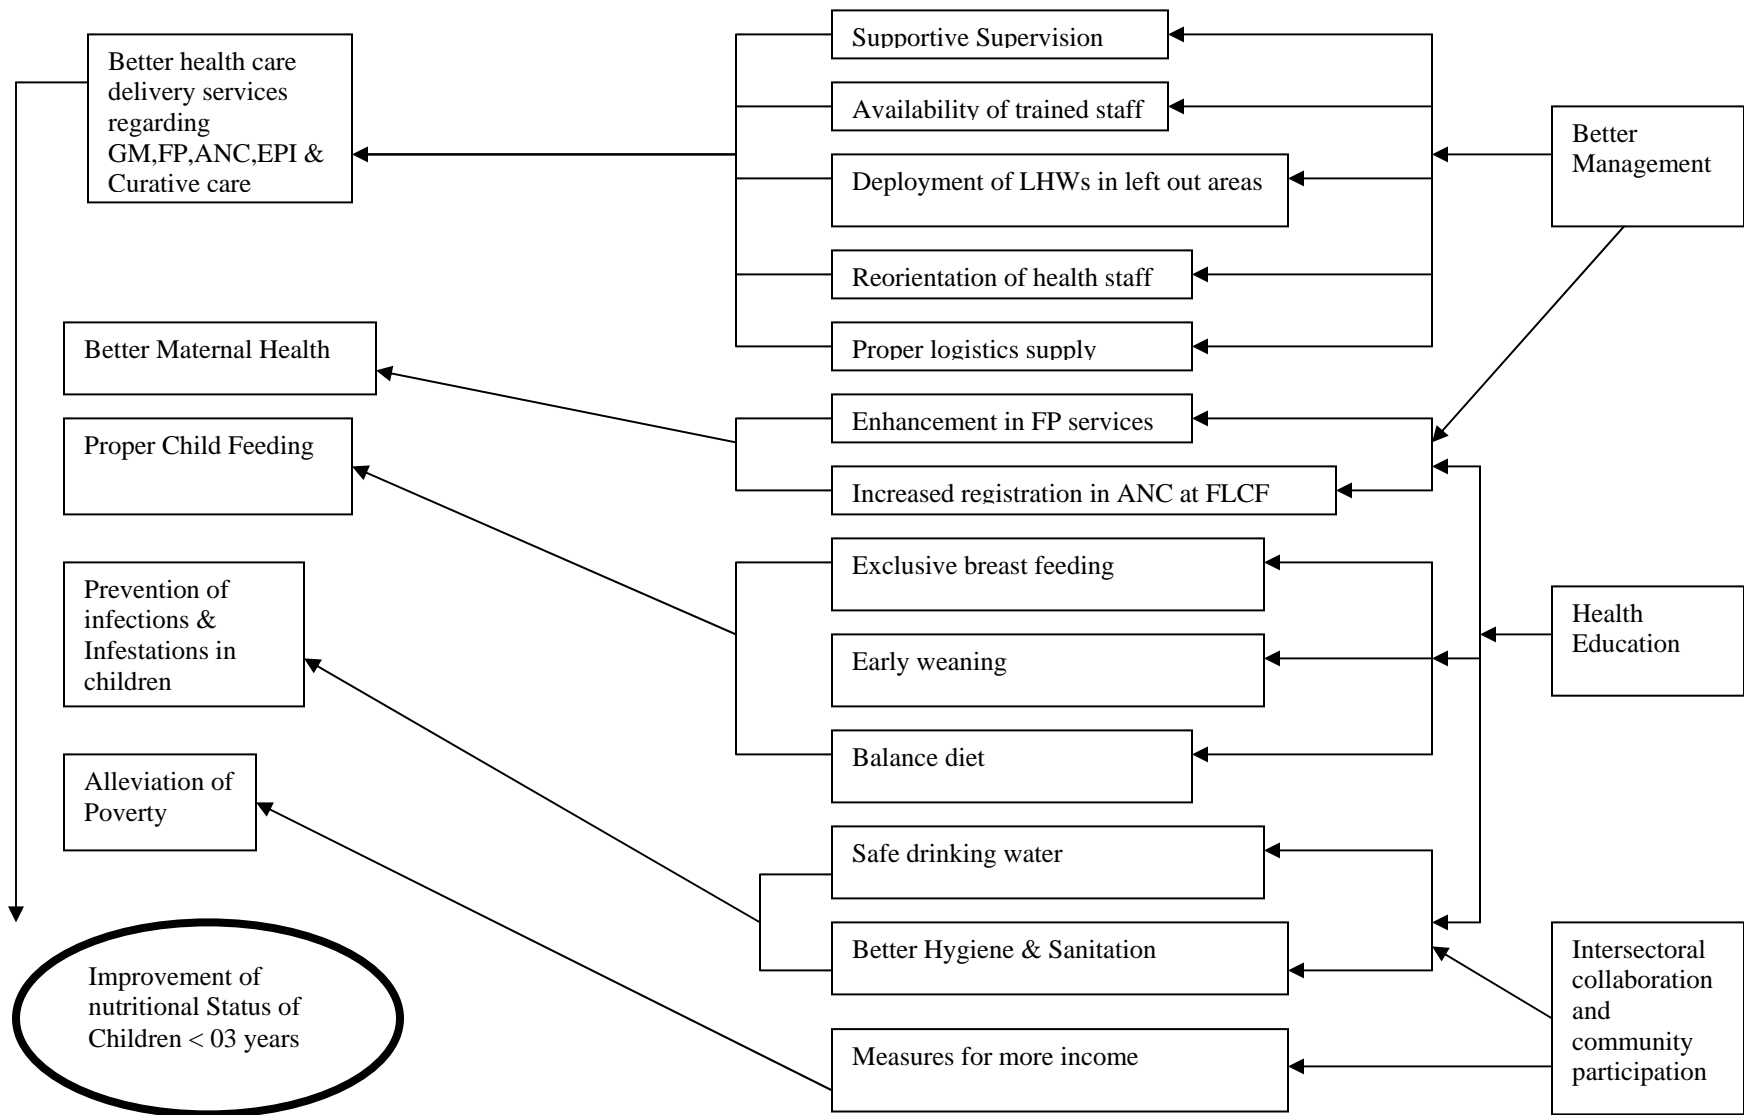 Better health care
delivery services
regarding
GM,FP,ANC,EPI &
Curative care
Better Maternal Health
Proper Child Feeding
Prevention of
infections &
Infestations in
children
Alleviation of
Poverty
Improvement of
nutritional Status of
Children < 03 years
Supportive Supervision
Availability of trained staff
Deployment of LHWs in left out areas
Reorientation of health staff
Proper logistics supply
Enhancement in FP services
Increased registration in ANC at FLCF
Exclusive breast feeding
Early weaning
Balance diet
Safe drinking water
Better Hygiene & Sanitation
Measures for more income
Better
Management
Health
Education
Intersectoral
collaboration
and
community
participation